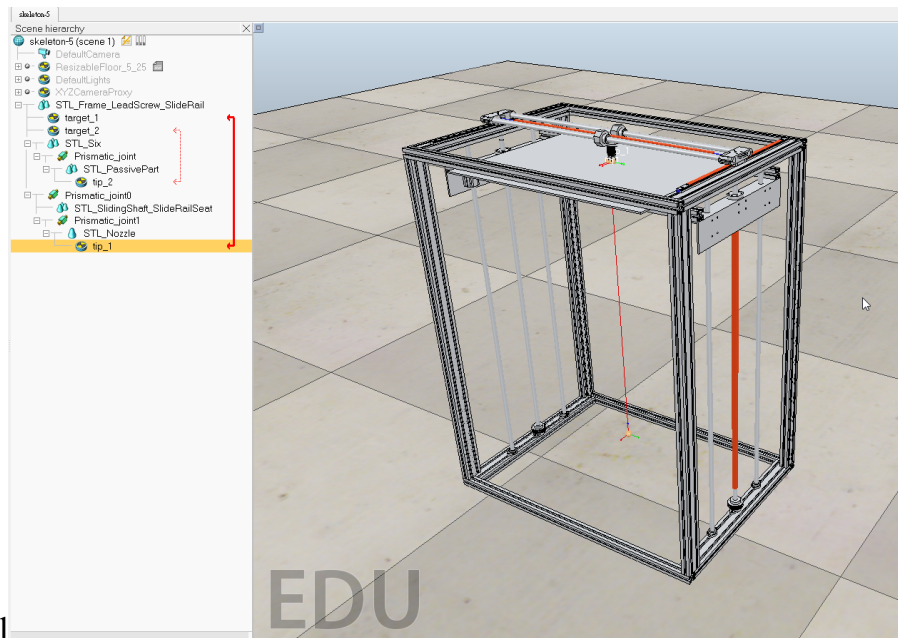 skeleton-5
Scene hierarchy
skeleton-5 (scene 1)
DefaultCamera
ResizableFloor_5_25
DefaultLights
XYZCameraProxy
STL_Frame_LeadScrew_SlideRail
target_1
target_2
STL_Six
Prismatic_joint
STL_PassivePart
tip_2
Prismatic_joint0
STL_SlidingShaft_SlideRailSeat
Prismatic_joint1
STL_Nozzle
tip_1
EDU